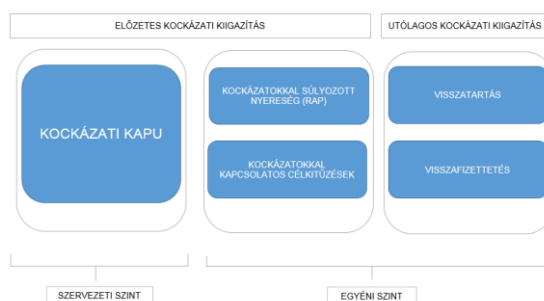 ELŐZETES KOCKÁZATI KIIGAZÍTÁS
UTÓLAGOS KOCKÁZATI KIIGAZÍTÁS
KOCKÁZATI KAPU
KOCKÁZATOKKAL SÚLYOZOTT
NYERESÉG (RAP)
KOCKÁZATOKKAL
KAPCSOLATOS CÉLKITŰZÉSEK
VISSZATARTÁS
VISSZAFIZETTETÉS
SZERVEZETI SZINT
EGYÉNI SZINT